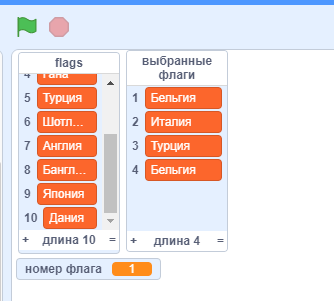 flags
4 Гана
5 Турция
6 Шотл...
7 Англия
8 Бангл...
9 Япония
10 Дания
+ длина 10 =
выбранные
флаги
1 Бельгия
2 Италия
3 Турция
4 Бельгия
+ длина 4 =
номер флага 1